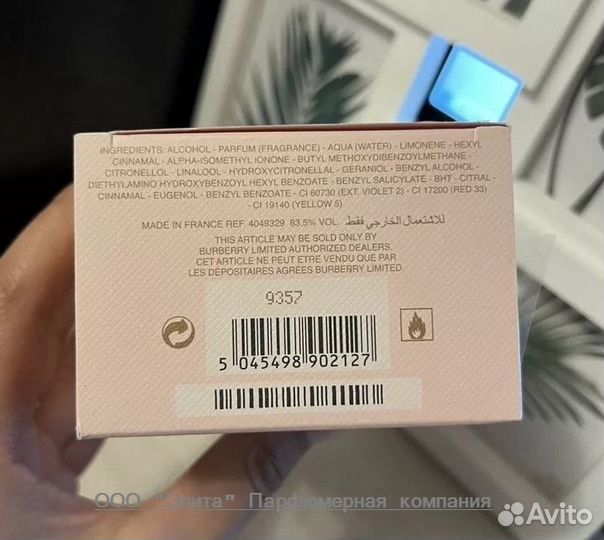 INGREDIENTS: ALCOHOL - PARFUM (FRAGRANCE) - AQUA (WATER) - LIMONENE - HEXYL
CINNAMAL - ALPHA-ISOMETHYL IONONE - BUTYL METHOXYDIBENZOYLMETHANE -
CITRONELLOL - LINALOOL - HYDROXYCITRONELLAL - GERANIOL - BENZYL ALCOHOL -
DIETHYLAMINO HYDROXYBENZOYL HEXYL BENZOATE - BENZYL SALICYLATE - BHT - CITRAL -
CINNAMAL - EUGENOL - BENZYL BENZOATE - CI 60730 (EXT. VIOLET 2) - CI 17200 (RED 33)
- CI 19140 (YELLOW 5)
MADE IN FRANCE REF. 4049329 83.5% VOL. للاشتعمال الخارجي فقط
THIS ARTICLE MAY BE SOLD ONLY BY
BURBERRY LIMITED AUTHORIZED DEALERS.
CET ARTICLE NE PEUT ETRE VENDU QUE PAR
LES DÉPOSITAIRES AGREES BURBERRY LIMITED.
9357
5 045498 902127
ООО "Элита" Парфюмерная компания
Avito